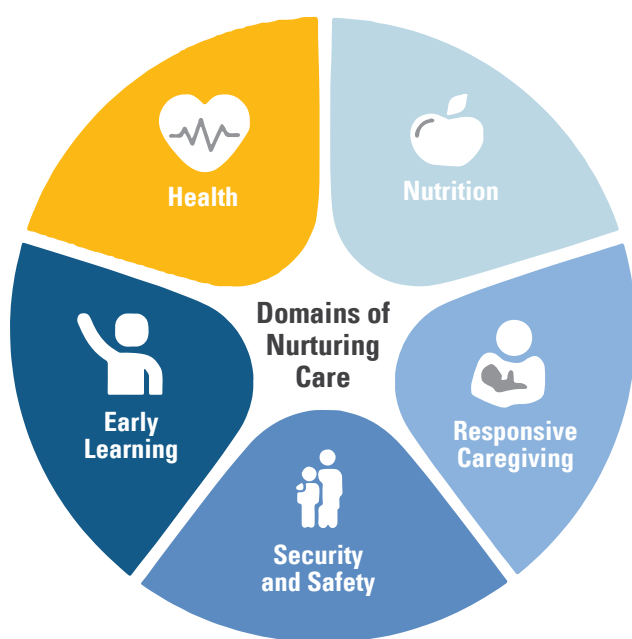 Health
Nutrition
Domains of
Nurturing
Care
Early
Learning
Responsive
Caregiving
Security
and Safety